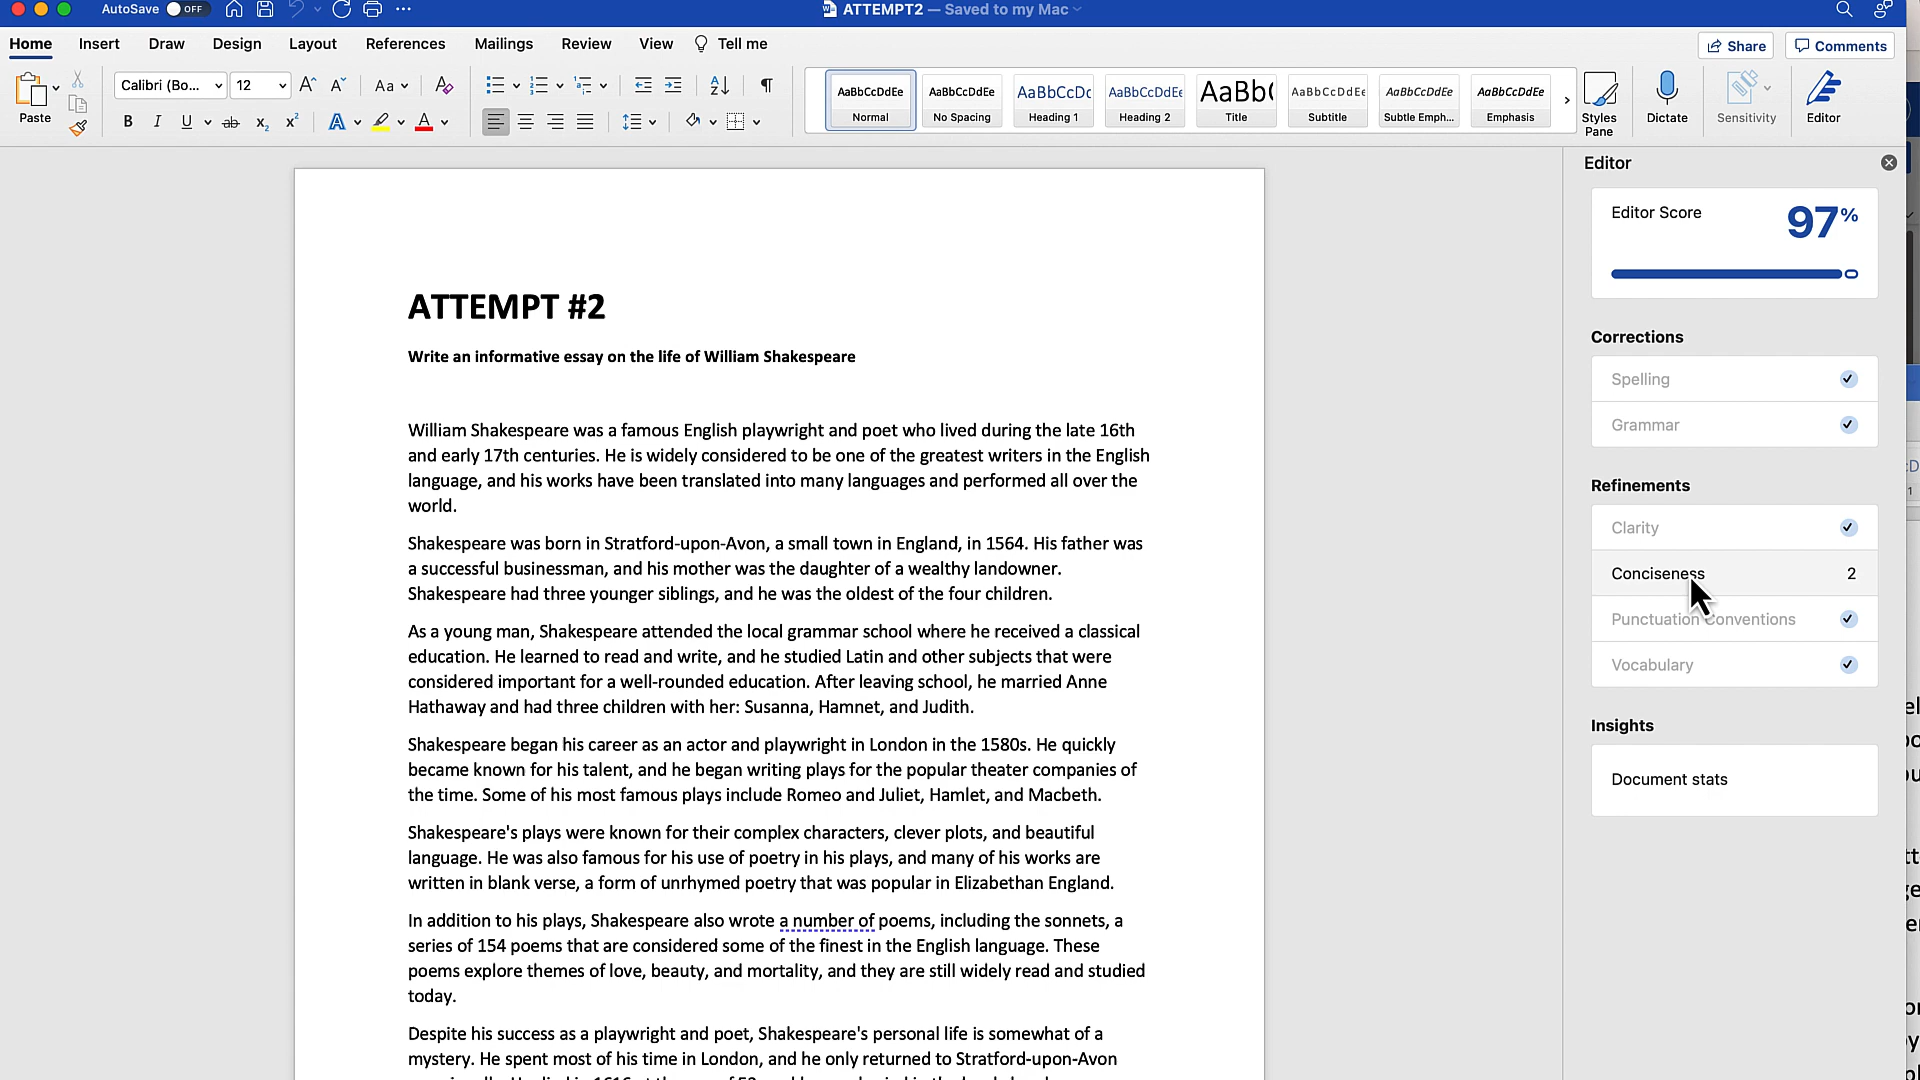 AutoSave OFF
ATTEMPT2 — Saved to my Mac
Home Insert Draw Design Layout References Mailings Review View Tell me
Share Comments
Paste
Calibri (Bo... 12
AaBbCcDdEe Normal
AaBbCcDdEe No Spacing
AaBbCcDc Heading 1
AaBbCcDdEe Heading 2
AaBb( Title
AaBbCcDdEe Subtitle
AaBbCcDdEe Subtle Emph...
AaBbCcDdEe Emphasis
Styles Pane
Dictate
Sensitivity
Editor
ATTEMPT #2
Write an informative essay on the life of William Shakespeare
William Shakespeare was a famous English playwright and poet who lived during the late 16th
and early 17th centuries. He is widely considered to be one of the greatest writers in the English
language, and his works have been translated into many languages and performed all over the
world.
Shakespeare was born in Stratford-upon-Avon, a small town in England, in 1564. His father was
a successful businessman, and his mother was the daughter of a wealthy landowner.
Shakespeare had three younger siblings, and he was the oldest of the four children.
As a young man, Shakespeare attended the local grammar school where he received a classical
education. He learned to read and write, and he studied Latin and other subjects that were
considered important for a well-rounded education. After leaving school, he married Anne
Hathaway and had three children with her: Susanna, Hamnet, and Judith.
Shakespeare began his career as an actor and playwright in London in the 1580s. He quickly
became known for his talent, and he began writing plays for the popular theater companies of
the time. Some of his most famous plays include Romeo and Juliet, Hamlet, and Macbeth.
Shakespeare's plays were known for their complex characters, clever plots, and beautiful
language. He was also famous for his use of poetry in his plays, and many of his works are
written in blank verse, a form of unrhymed poetry that was popular in Elizabethan England.
In addition to his plays, Shakespeare also wrote a number of poems, including the sonnets, a
series of 154 poems that are considered some of the finest in the English language. These
poems explore themes of love, beauty, and mortality, and they are still widely read and studied
today.
Despite his success as a playwright and poet, Shakespeare's personal life is somewhat of a
mystery. He spent most of his time in London, and he only returned to Stratford-upon-Avon
Editor
Editor Score 97%
Corrections
Spelling
Grammar
Refinements
Clarity
Conciseness 2
Punctuation Conventions
Vocabulary
Insights
Document stats